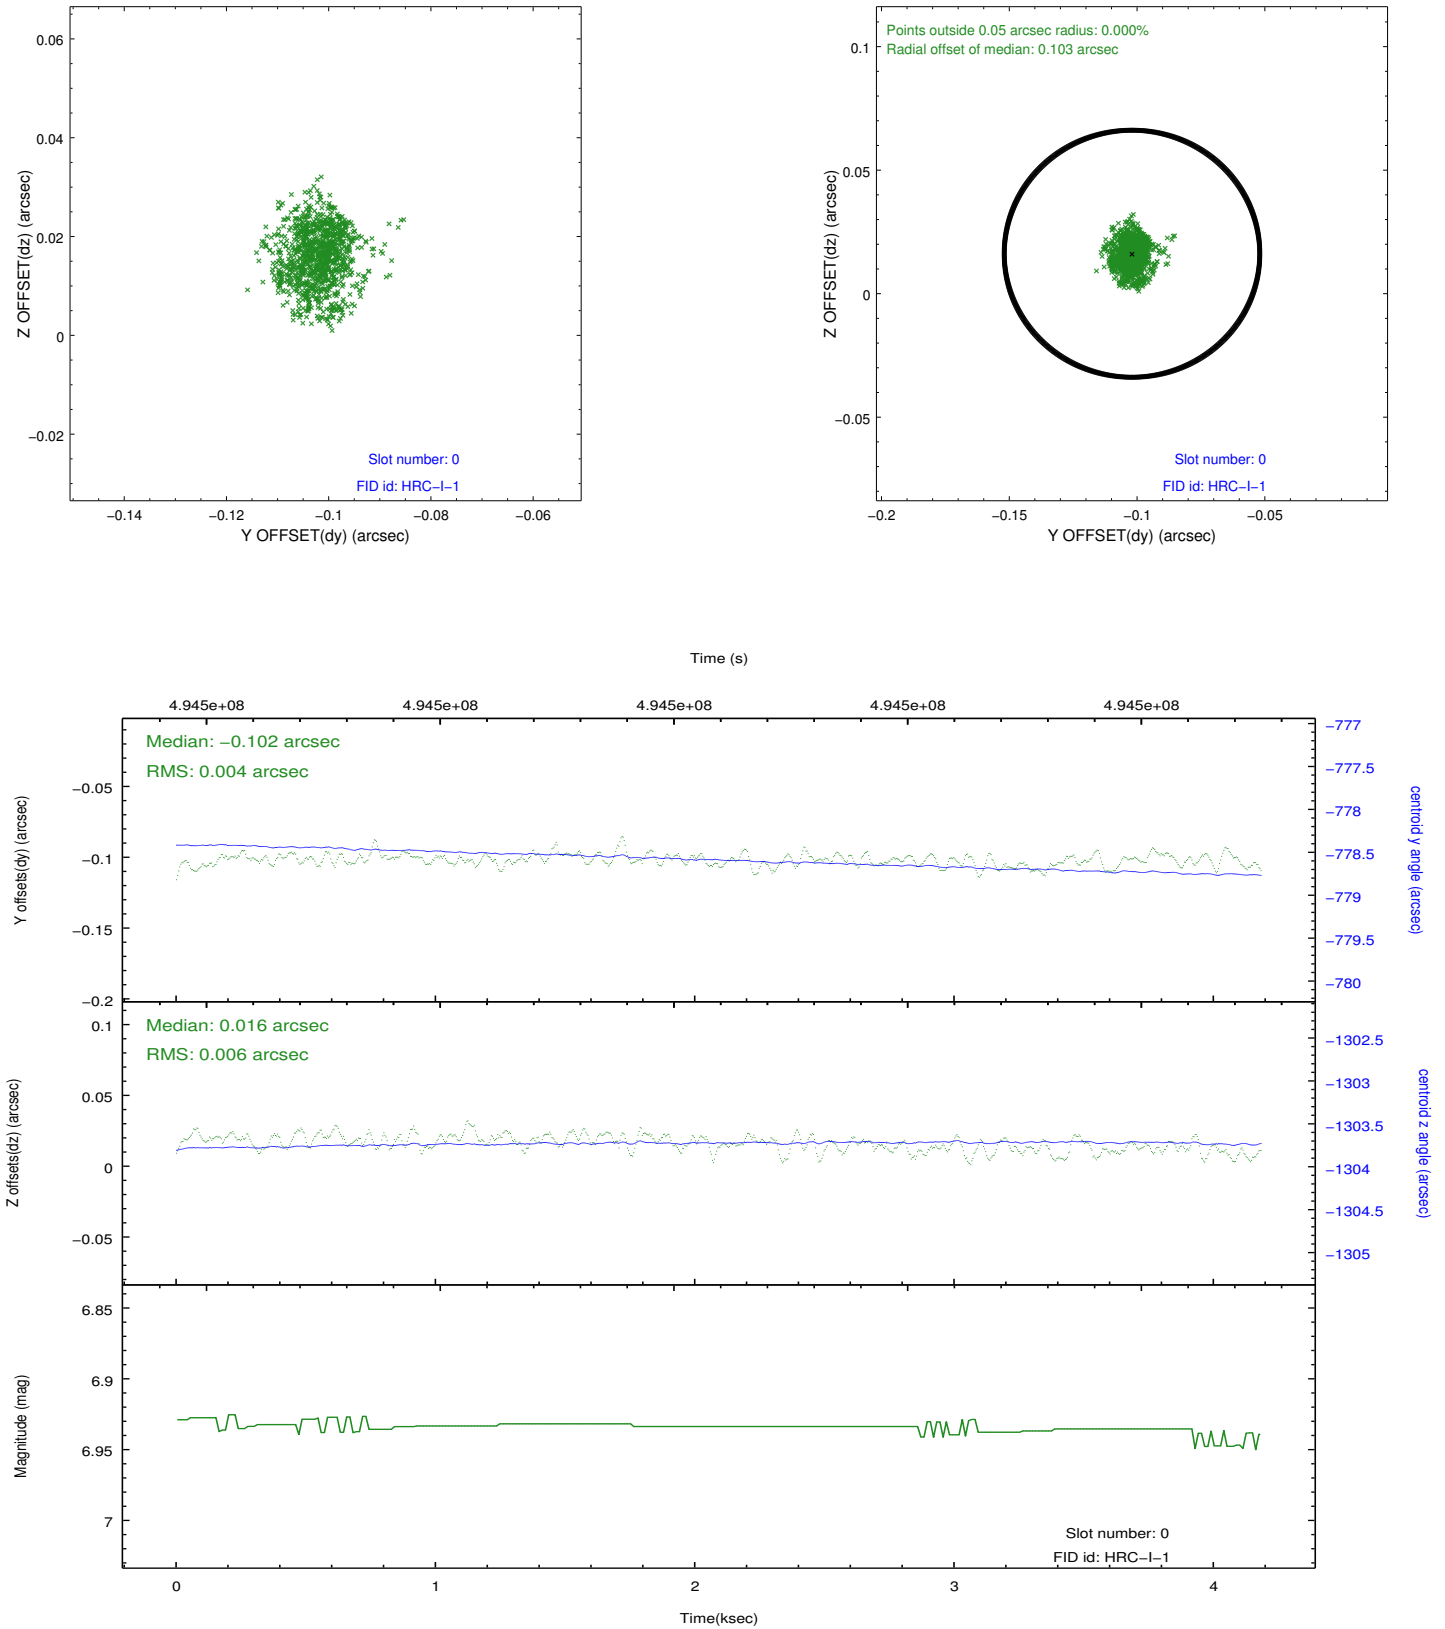 0.06
0.04
0.02
0
−0.02
Z OFFSET(dz) (arcsec)
Slot number: 0
FID id: HRC−I−1
−0.14 −0.12 −0.1 −0.08 −0.06
Y OFFSET(dy) (arcsec)
Points outside 0.05 arcsec radius: 0.000%
Radial offset of median: 0.103 arcsec
0.1
0.05
0
−0.05
Z OFFSET(dz) (arcsec)
Slot number: 0
FID id: HRC−I−1
−0.2 −0.15 −0.1 −0.05
Y OFFSET(dy) (arcsec)
Time (s)
4.945e+08 4.945e+08 4.945e+08 4.945e+08 4.945e+08
Median: −0.102 arcsec
RMS: 0.004 arcsec
−0.05
−0.1
−0.15
−0.2
Y offsets(dy) (arcsec)
−777
−777.5
−778
−778.5
−779
−779.5
−780
centroid y angle (arcsec)
Median: 0.016 arcsec
RMS: 0.006 arcsec
0.1
0.05
0
−0.05
Z offsets(dz) (arcsec)
−1302.5
−1303
−1303.5
−1304
−1304.5
−1305
centroid z angle (arcsec)
6.85
6.9
6.95
7
Magnitude (mag)
Slot number: 0
FID id: HRC−I−1
0 1 2 3 4
Time(ksec)